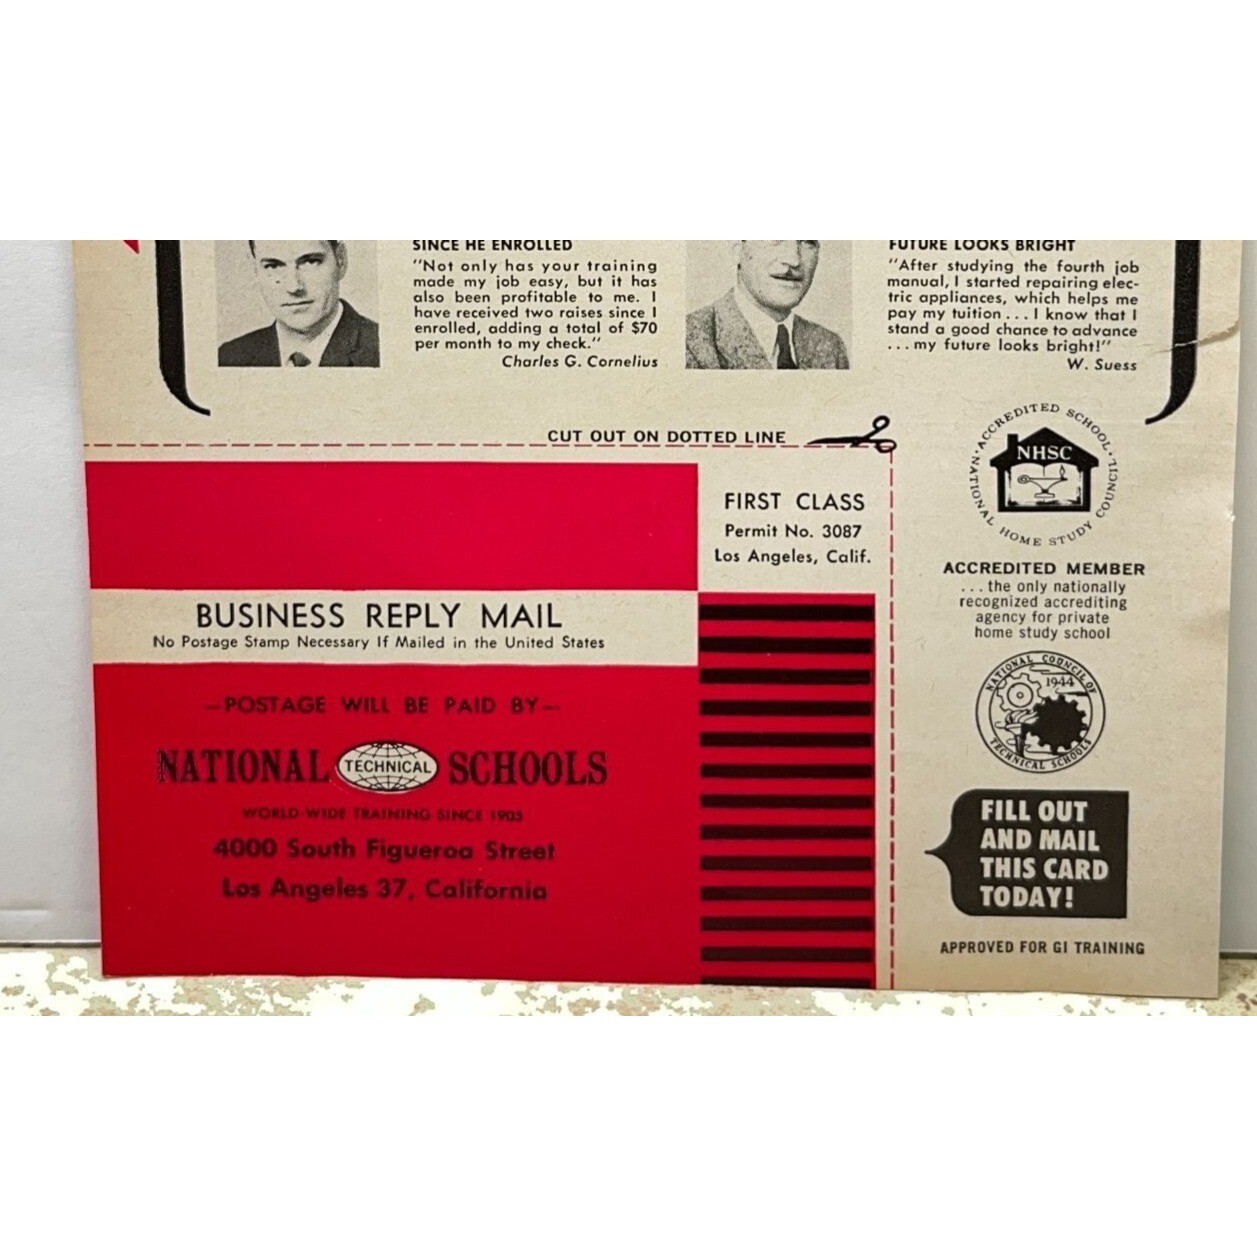 SINCE HE ENROLLED
"Not only has your training
made my job easy, but it has
also been profitable to me. I
have received two raises since I
enrolled, adding a total of $70
per month to my check."
Charles G. Cornelius
FUTURE LOOKS BRIGHT
"After studying the fourth job
manual, I started repairing elec-
tric appliances, which helps me
pay my tuition . . . I know that I
stand a good chance to advance
. . . my future looks bright!"
W. Suess
CUT OUT ON DOTTED LINE
FIRST CLASS
Permit No. 3087
Los Angeles, Calif.
BUSINESS REPLY MAIL
No Postage Stamp Necessary If Mailed in the United States
—POSTAGE WILL BE PAID BY—
NATIONAL TECHNICAL SCHOOLS
WORLD-WIDE TRAINING SINCE 1905
4000 South Figueroa Street
Los Angeles 37, California
ACCREDITED SCHOOL
NHSC
NATIONAL HOME STUDY COUNCIL
ACCREDITED MEMBER
. . . the only nationally
recognized accrediting
agency for private
home study school
NATIONAL COUNCIL OF
1944
TECHNICAL SCHOOLS
FILL OUT
AND MAIL
THIS CARD
TODAY!
APPROVED FOR GI TRAINING